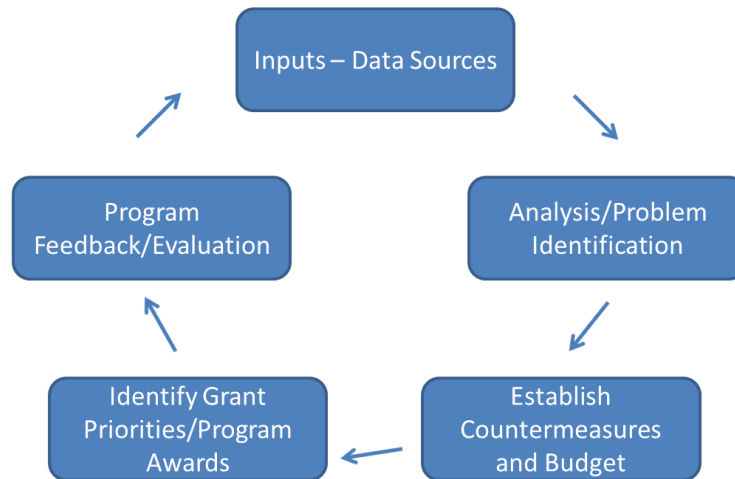 Inputs – Data Sources
Analysis/Problem
Identification
Establish
Countermeasures
and Budget
Identify Grant
Priorities/Program
Awards
Program
Feedback/Evaluation